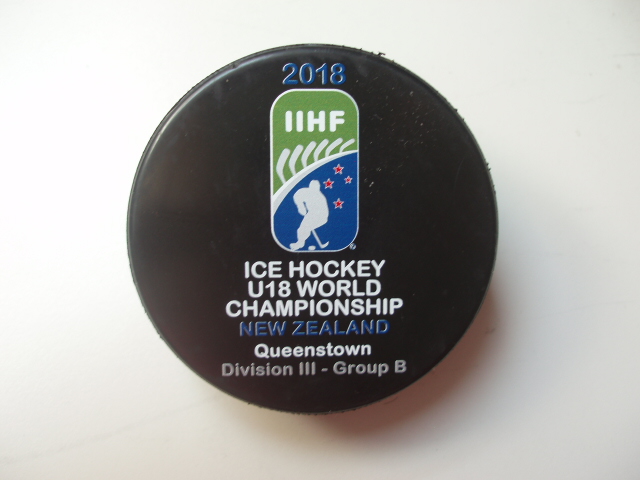 2018
IIHF
®
ICE HOCKEY
U18 WORLD
CHAMPIONSHIP
NEW ZEALAND
Queenstown
Division III - Group B